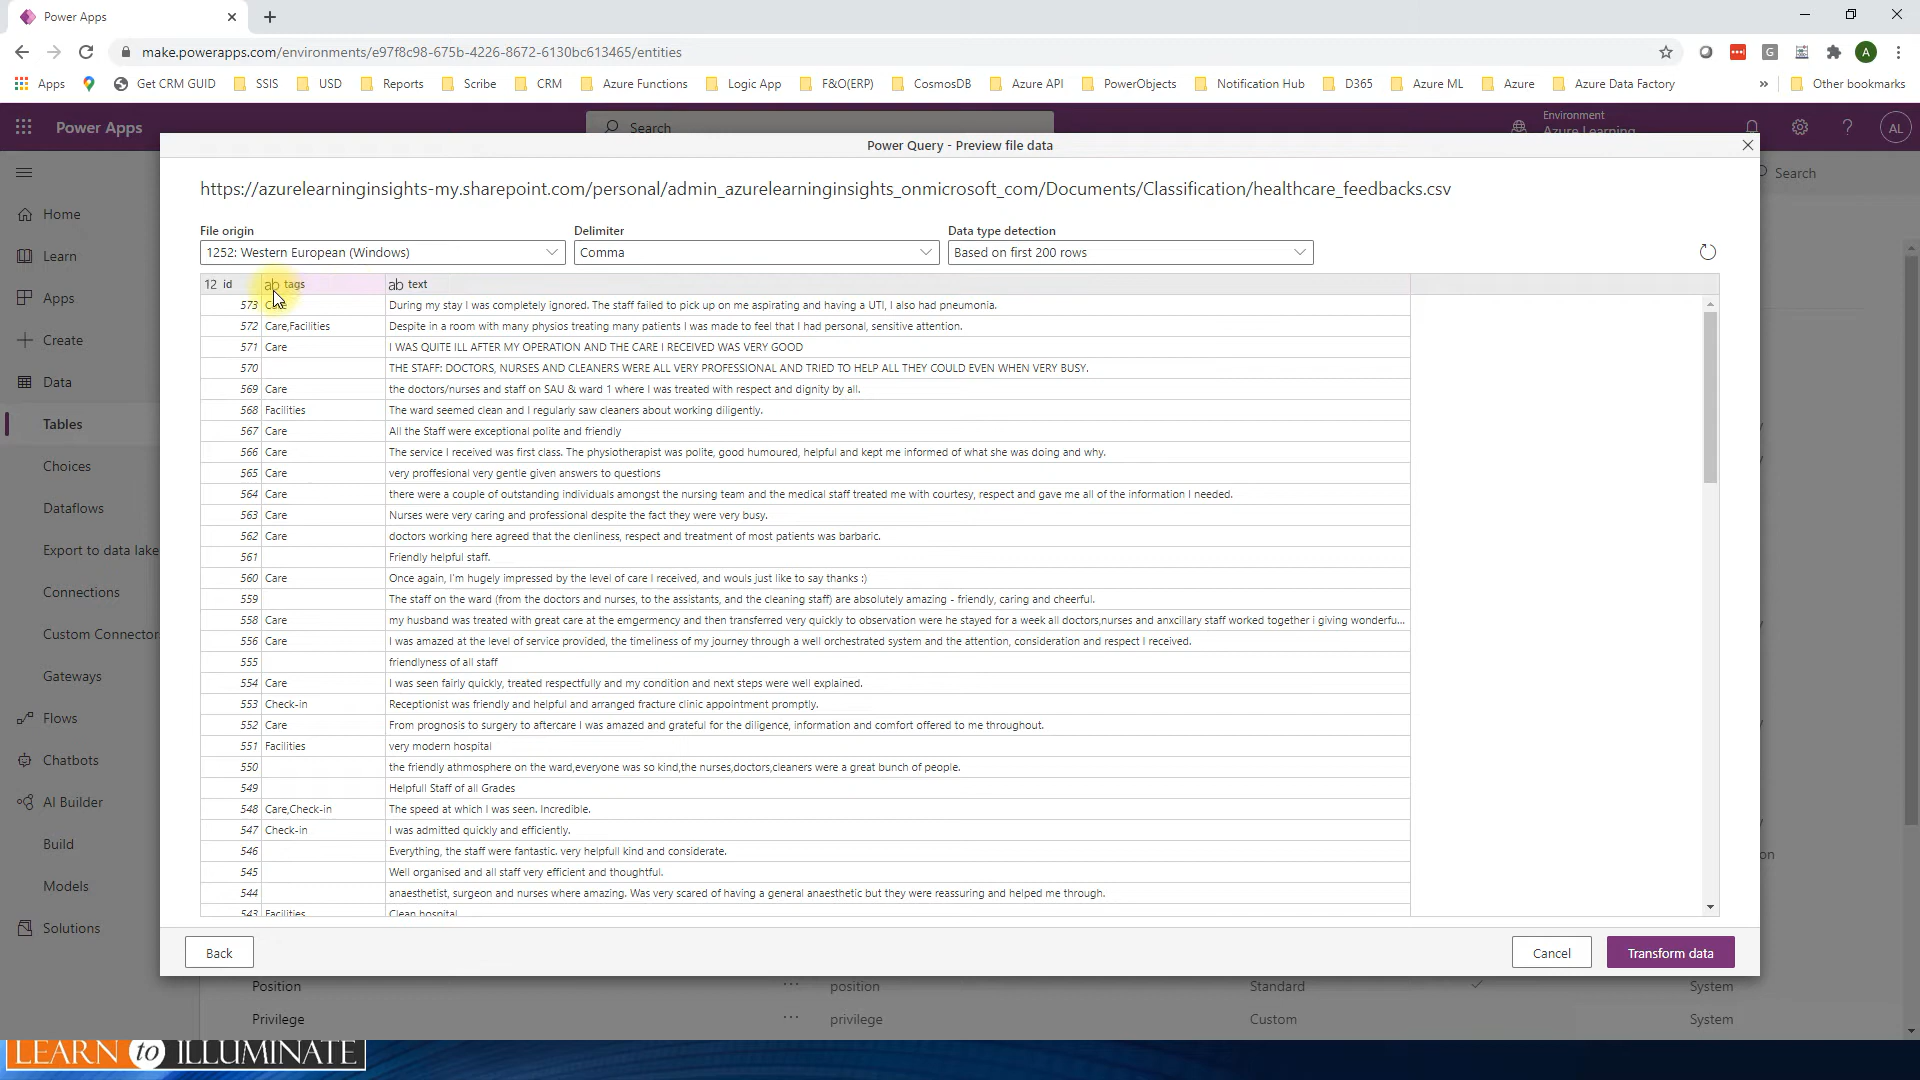 Power Apps
make.powerapps.com/environments/e97f8c98-675b-4226-8672-6130bc613465/entities
A
Apps Get CRM GUID SSIS USD Reports Scribe CRM Azure Functions Logic App F&O(ERP) CosmosDB Azure API PowerObjects Notification Hub D365 Azure ML Azure Azure Data Factory » Other bookmarks
Power Apps
Search
Environment
Azure Learning
AL
Power Query - Preview file data
Search
https://azurelearninginsights-my.sharepoint.com/personal/admin_azurelearninginsights_onmicrosoft_com/Documents/Classification/healthcare_feedbacks.csv
File origin Delimiter Data type detection
1252: Western European (Windows) Comma Based on first 200 rows
12 id ab tags ab text
573 Care During my stay I was completely ignored. The staff failed to pick up on me aspirating and having a UTI, I also had pneumonia.
572 Care,Facilities Despite in a room with many physios treating many patients I was made to feel that I had personal, sensitive attention.
571 Care I WAS QUITE ILL AFTER MY OPERATION AND THE CARE I RECEIVED WAS VERY GOOD
570 THE STAFF: DOCTORS, NURSES AND CLEANERS WERE ALL VERY PROFESSIONAL AND TRIED TO HELP ALL THEY COULD EVEN WHEN VERY BUSY.
569 Care the doctors/nurses and staff on SAU & ward 1 where I was treated with respect and dignity by all.
568 Facilities The ward seemed clean and I regularly saw cleaners about working diligently.
567 Care All the Staff were exceptional polite and friendly
566 Care The service I received was first class. The physiotherapist was polite, good humoured, helpful and kept me informed of what she was doing and why.
565 Care very proffesional very gentle given answers to questions
564 Care there were a couple of outstanding individuals amongst the nursing team and the medical staff treated me with courtesy, respect and gave me all of the information I needed.
563 Care Nurses were very caring and professional despite the fact they were very busy.
562 Care doctors working here agreed that the clenliness, respect and treatment of most patients was barbaric.
561 Friendly helpful staff.
560 Care Once again, I'm hugely impressed by the level of care I received, and wouls just like to say thanks :)
559 The staff on the ward (from the doctors and nurses, to the assistants, and the cleaning staff) are absolutely amazing - friendly, caring and cheerful.
558 Care my husband was treated with great care at the emgermency and then transferred very quickly to observation were he stayed for a week all doctors,nurses and anxcillary staff worked together i giving wonderfu...
556 Care I was amazed at the level of service provided, the timeliness of my journey through a well orchestrated system and the attention, consideration and respect I received.
555 friendlyness of all staff
554 Care I was seen fairly quickly, treated respectfully and my condition and next steps were well explained.
553 Check-in Receptionist was friendly and helpful and arranged fracture clinic appointment promptly.
552 Care From prognosis to surgery to aftercare I was amazed and grateful for the diligence, information and comfort offered to me throughout.
551 Facilities very modern hospital
550 the friendly athmosphere on the ward,everyone was so kind,the nurses,doctors,cleaners were a great bunch of people.
549 Helpfull Staff of all Grades
548 Care,Check-in The speed at which I was seen. Incredible.
547 Check-in I was admitted quickly and efficiently.
546 Everything, the staff were fantastic. very helpfull kind and considerate.
545 Well organised and all staff very efficient and thoughtful.
544 anaesthetist, surgeon and nurses where amazing. Was very scared of having a general anaesthetic but they were reassuring and helped me through.
543 Facilities Clean hospital
Back Cancel Transform data
Home
Learn
Apps
Create
Data
Tables
Choices
Dataflows
Export to data lake
Connections
Custom Connector
Gateways
Flows
Chatbots
AI Builder
Build
Models
Solutions
on
Position ... position Standard System
Privilege ... privilege Custom System
LEARN to ILLUMINATE